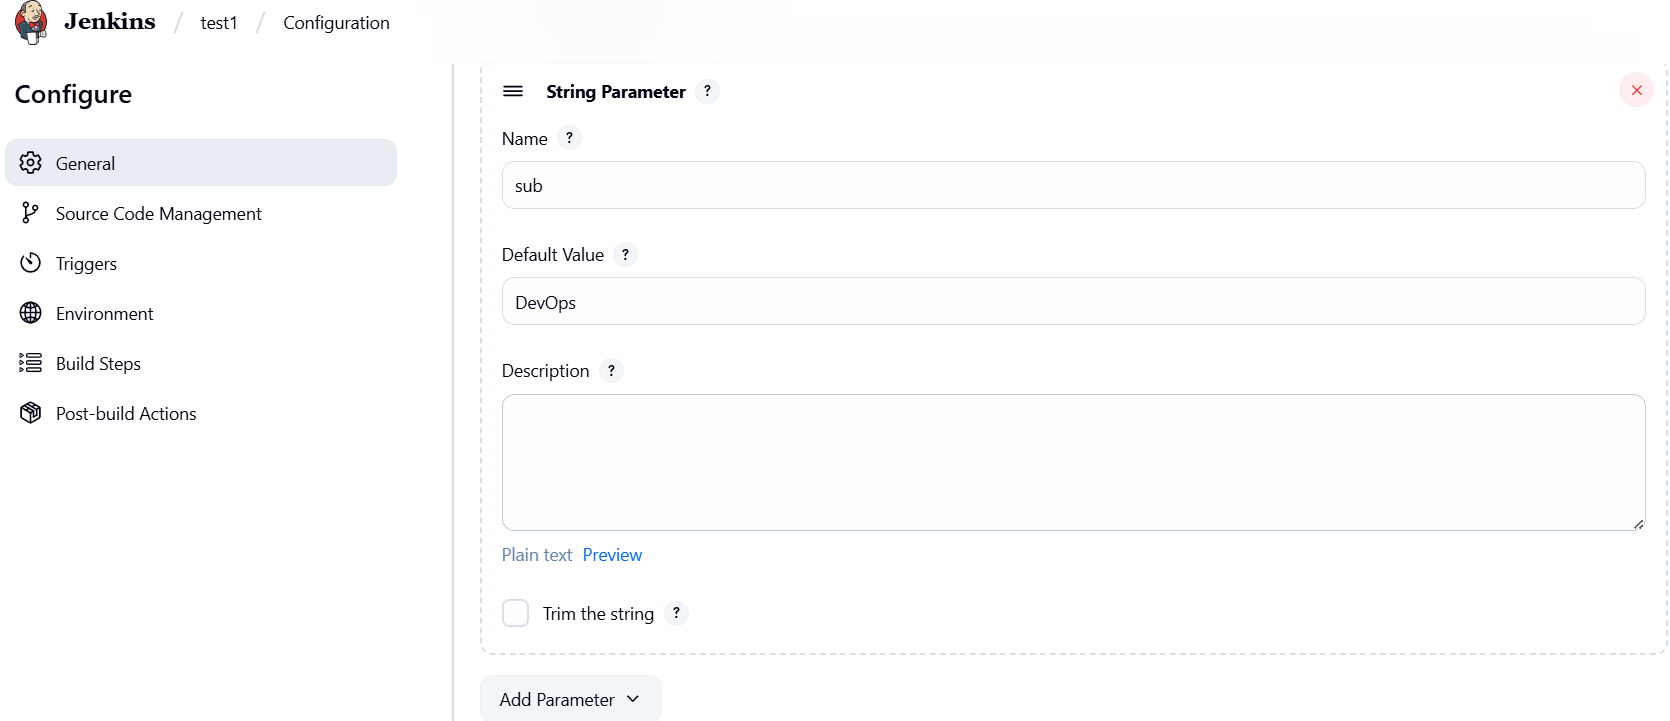 Jenkins / test1 / Configuration
Configure
General
Source Code Management
Triggers
Environment
Build Steps
Post-build Actions
String Parameter ?
Name ?
sub
Default Value ?
DevOps
Description ?
Plain text Preview
Trim the string ?
Add Parameter